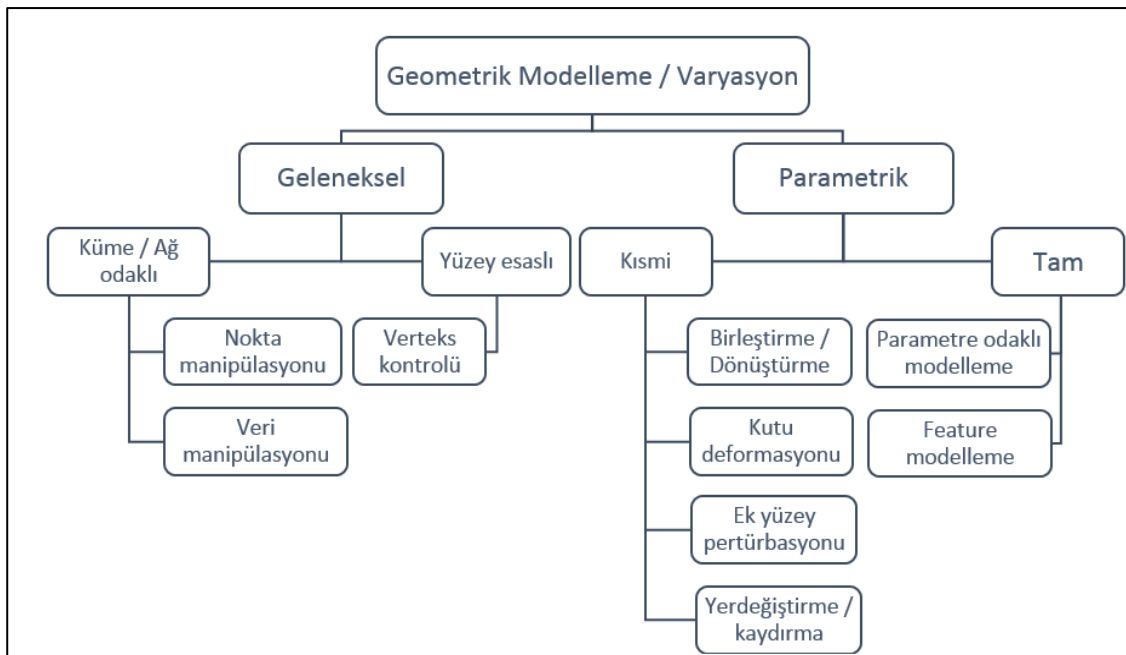 Geometrik Modelleme / Varyasyon
Geleneksel
Parametrik
Küme / Ağ
odaklı
Yüzey esaslı
Kısmi
Tam
Nokta
manipülasyonu
Verteks
kontrolü
Birleştirme /
Dönüştürme
Parametre odaklı
modelleme
Veri
manipülasyonu
Kutu
deformasyonu
Feature
modelleme
Ek yüzey
pertürbasyonu
Yerdeğiştirme /
kaydırma